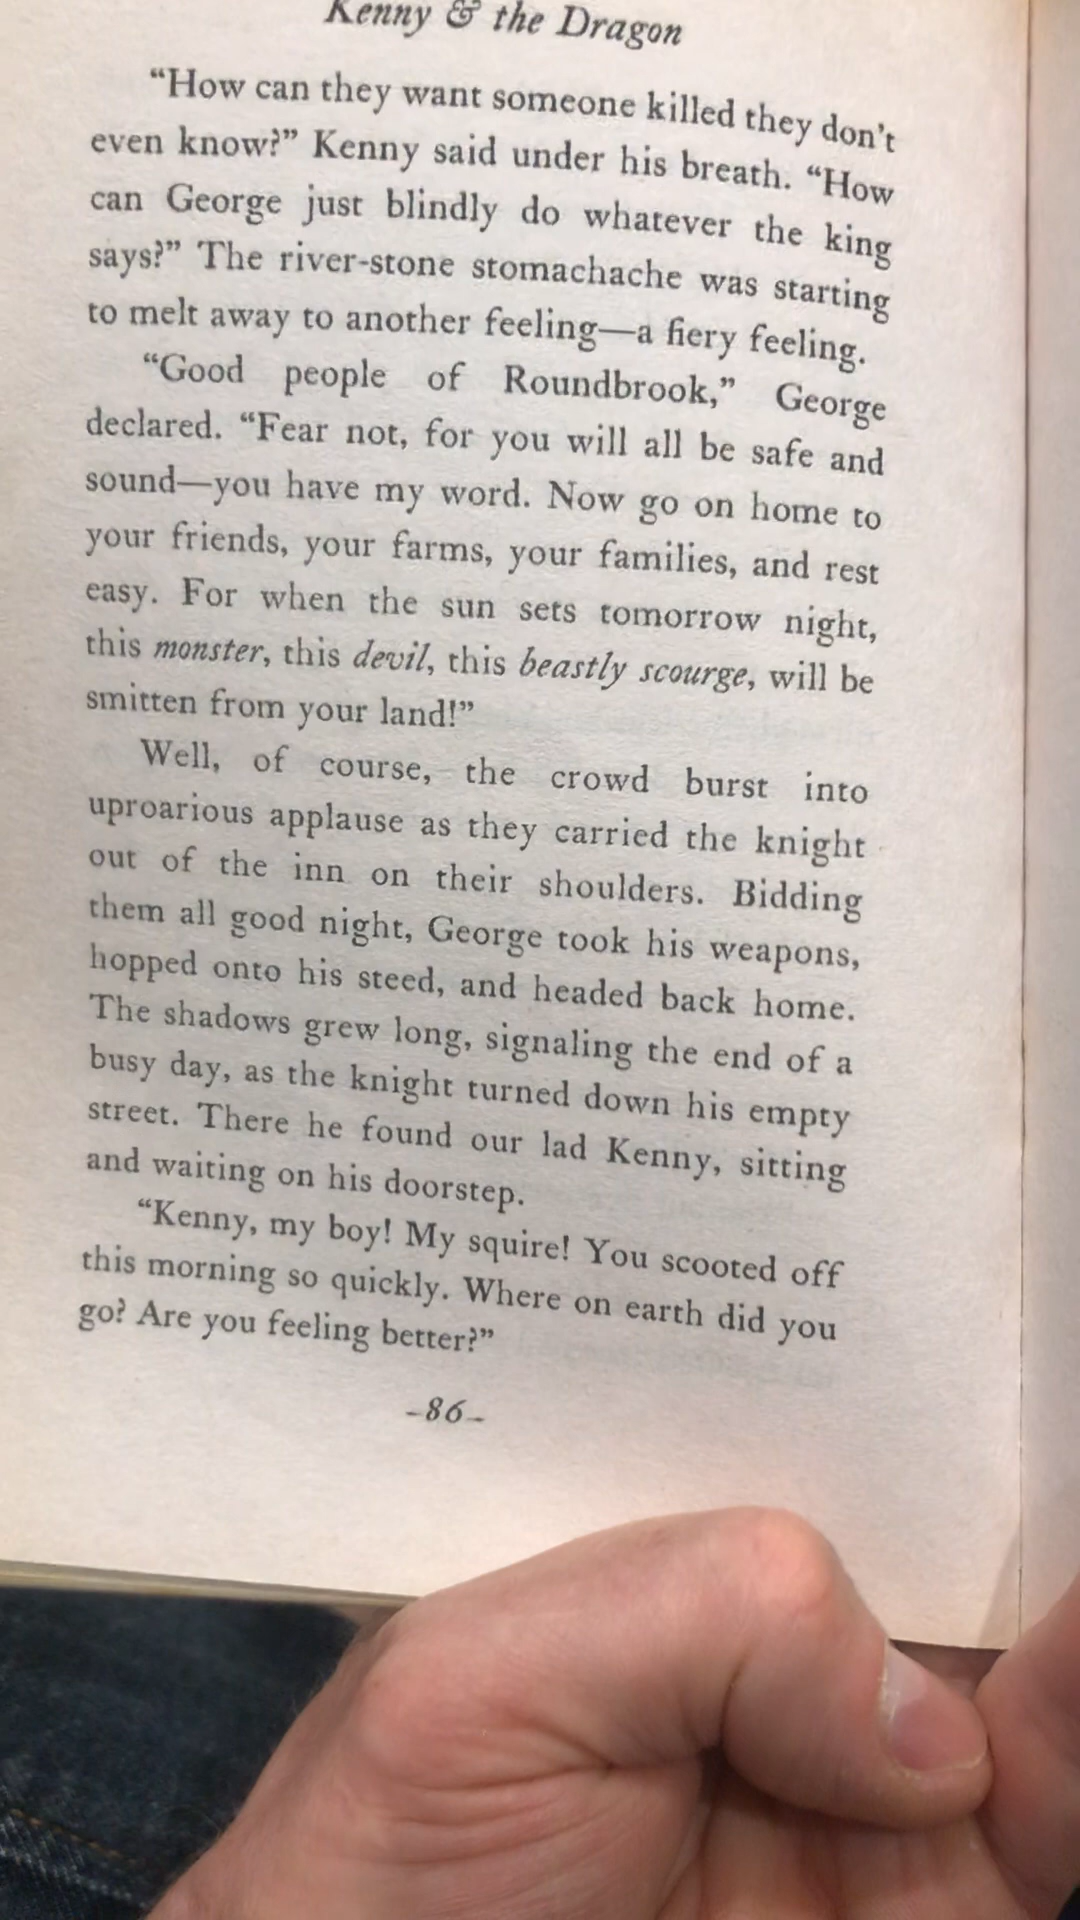 Kenny & the Dragon
“How can they want someone killed they don’t
even know?” Kenny said under his breath. “How
can George just blindly do whatever the king
says?” The river-stone stomachache was starting
to melt away to another feeling—a fiery feeling.
“Good people of Roundbrook,” George
declared. “Fear not, for you will all be safe and
sound—you have my word. Now go on home to
your friends, your farms, your families, and rest
easy. For when the sun sets tomorrow night,
this monster, this devil, this beastly scourge, will be
smitten from your land!”
Well, of course, the crowd burst into
uproarious applause as they carried the knight
out of the inn on their shoulders. Bidding
them all good night, George took his weapons,
hopped onto his steed, and headed back home.
The shadows grew long, signaling the end of a
busy day, as the knight turned down his empty
street. There he found our lad Kenny, sitting
and waiting on his doorstep.
“Kenny, my boy! My squire! You scooted off
this morning so quickly. Where on earth did you
go? Are you feeling better?”
-86-